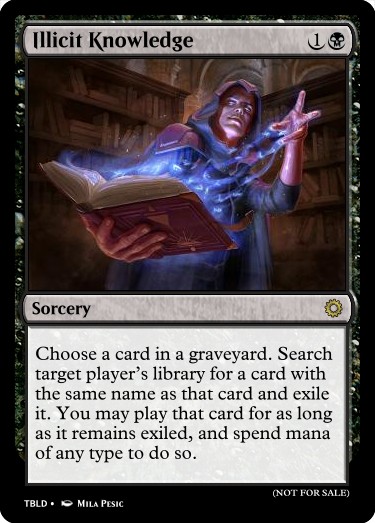 Illicit Knowledge 1
Sorcery
Choose a card in a graveyard. Search
target player's library for a card with
the same name as that card and exile
it. You may play that card for as long
as it remains exiled, and spend mana
of any type to do so.
(NOT FOR SALE)
TBLD • Mila Pesic